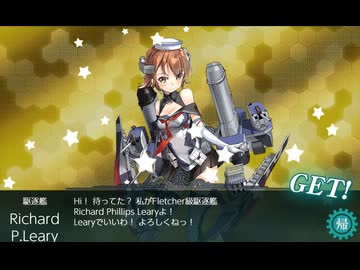 GET!
駆逐艦
Richard
P.Leary
Hi！ 待ってた？ 私がFletcher級駆逐艦
Richard Phillips Learyよ！
Learyでいいわ！ よろしくねっ！
帰